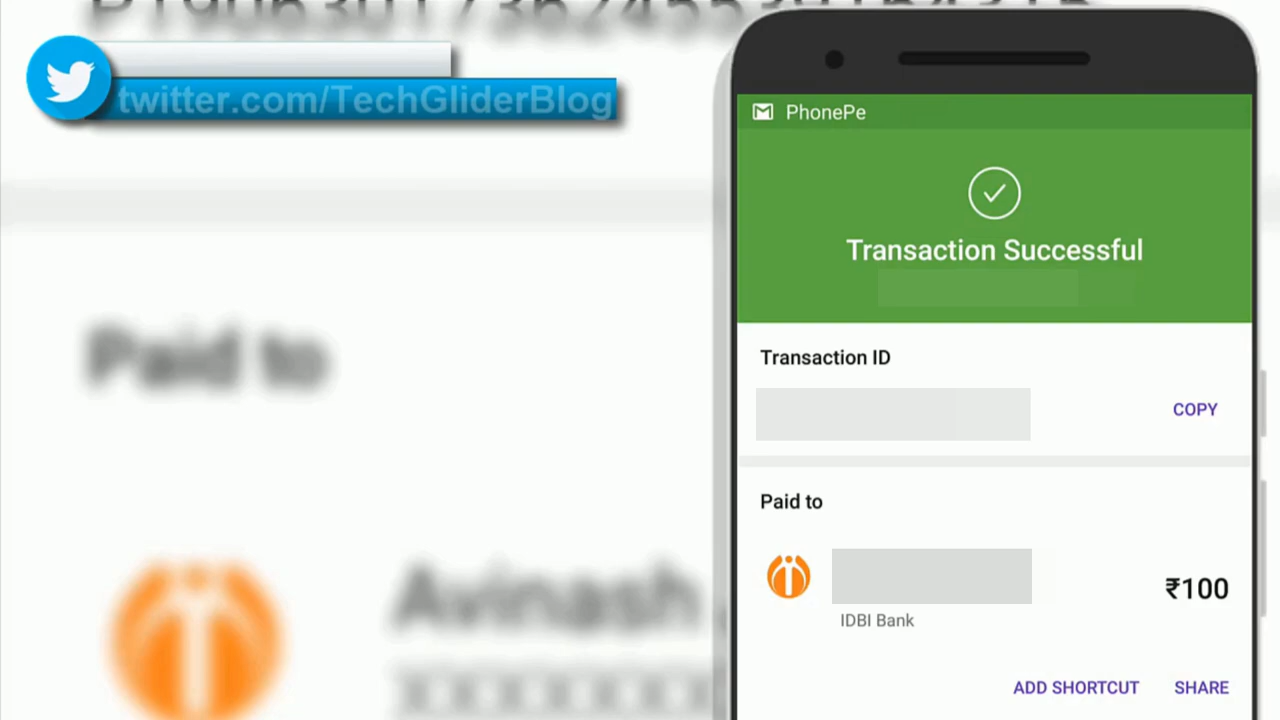 twitter.com/TechGliderBlog
Paid to
Avinash
XXXXXXX
PhonePe
Transaction Successful
Transaction ID
COPY
Paid to
₹100
IDBI Bank
ADD SHORTCUT
SHARE